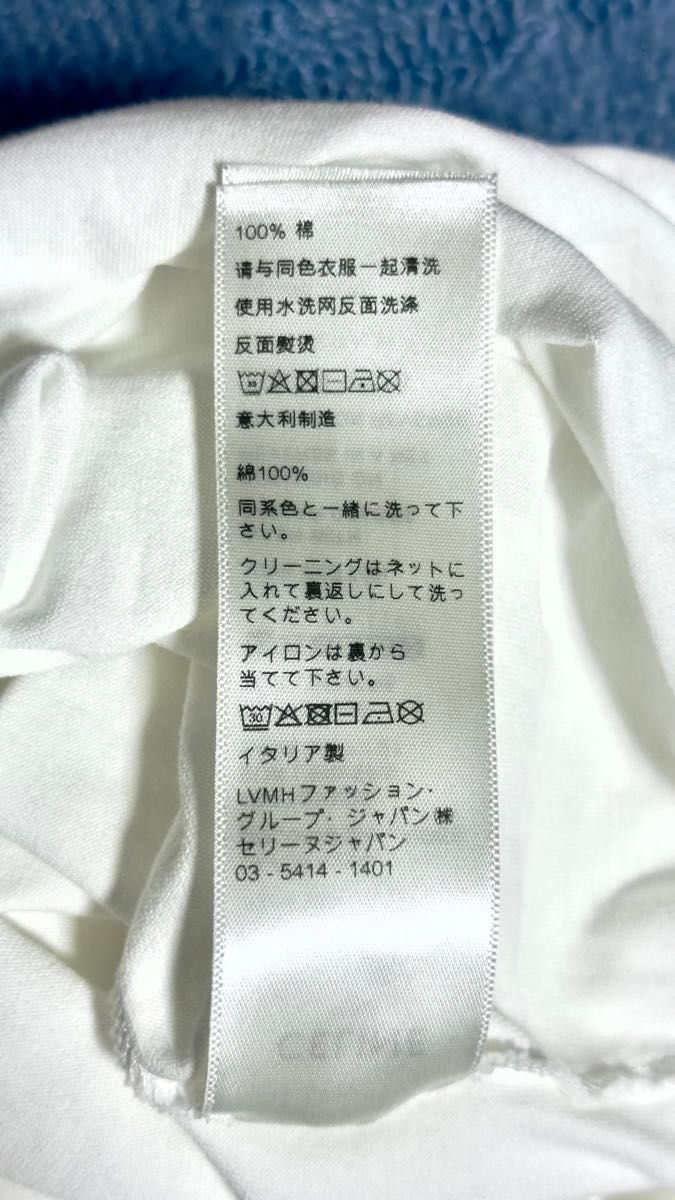 100% 棉
请与同色衣服一起清洗
使用水洗网反面洗涤
反面熨烫
30
意大利制造
綿100%
同系色と一緒に洗って下
さい。
クリーニングはネットに
入れて裏返しにして洗っ
てください。
アイロンは裏から
当てて下さい。
30
イタリア製
LVMHファッション・
グループ・ジャパン㈱
セリーヌジャパン
03 - 5414 - 1401
CELINE